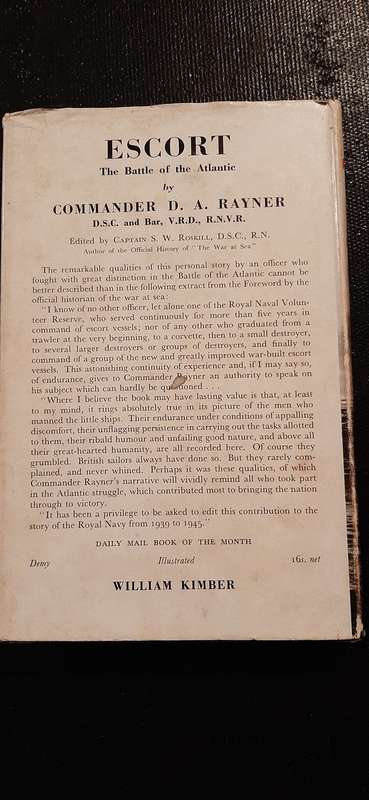 ESCORT
The Battle of the Atlantic
by
COMMANDER D. A. RAYNER
D.S.C. and Bar, V.R.D., R.N.V.R.
Edited by CAPTAIN S. W. ROSKILL, D.S.C., R.N.
Author of the Official History of "The War at Sea"
The remarkable qualities of this personal story by an officer who
fought with great distinction in the Battle of the Atlantic cannot be
better described than in the following extract from the Foreword by the
official historian of the war at sea:
"I know of no other officer, let alone one of the Royal Naval Volun-
teer Reserve, who served continuously for more than five years in
command of escort vessels; nor of any other who graduated from a
trawler at the very beginning, to a corvette, then to a small destroyer,
to several larger destroyers or groups of destroyers, and finally to
command of a group of the new and greatly improved war-built escort
vessels. This astonishing continuity of experience and, if I may say so,
of endurance, gives to Commander yner an authority to speak on
his subject which can hardly be qu ioned . . .
"Where I believe the book may have lasting value is that, at least
to my mind, it rings absolutely true in its picture of the men who
manned the little ships. Their endurance under conditions of appalling
discomfort, their unflagging persistence in carrying out the tasks allotted
to them, their ribald humour and unfailing good nature, and above all
their great-hearted humanity, are all recorded here. Of course they
grumbled. British sailors always have done so. But they rarely com-
plained, and never whined. Perhaps it was these qualities, of which
Commander Rayner's narrative will vividly remind all who took part
in the Atlantic struggle, which contributed most to bringing the nation
through to victory.
"It has been a privilege to be asked to edit this contribution to the
story of the Royal Navy from 1939 to 1945."
DAILY MAIL BOOK OF THE MONTH
Demy Illustrated 16s. net
WILLIAM KIMBER